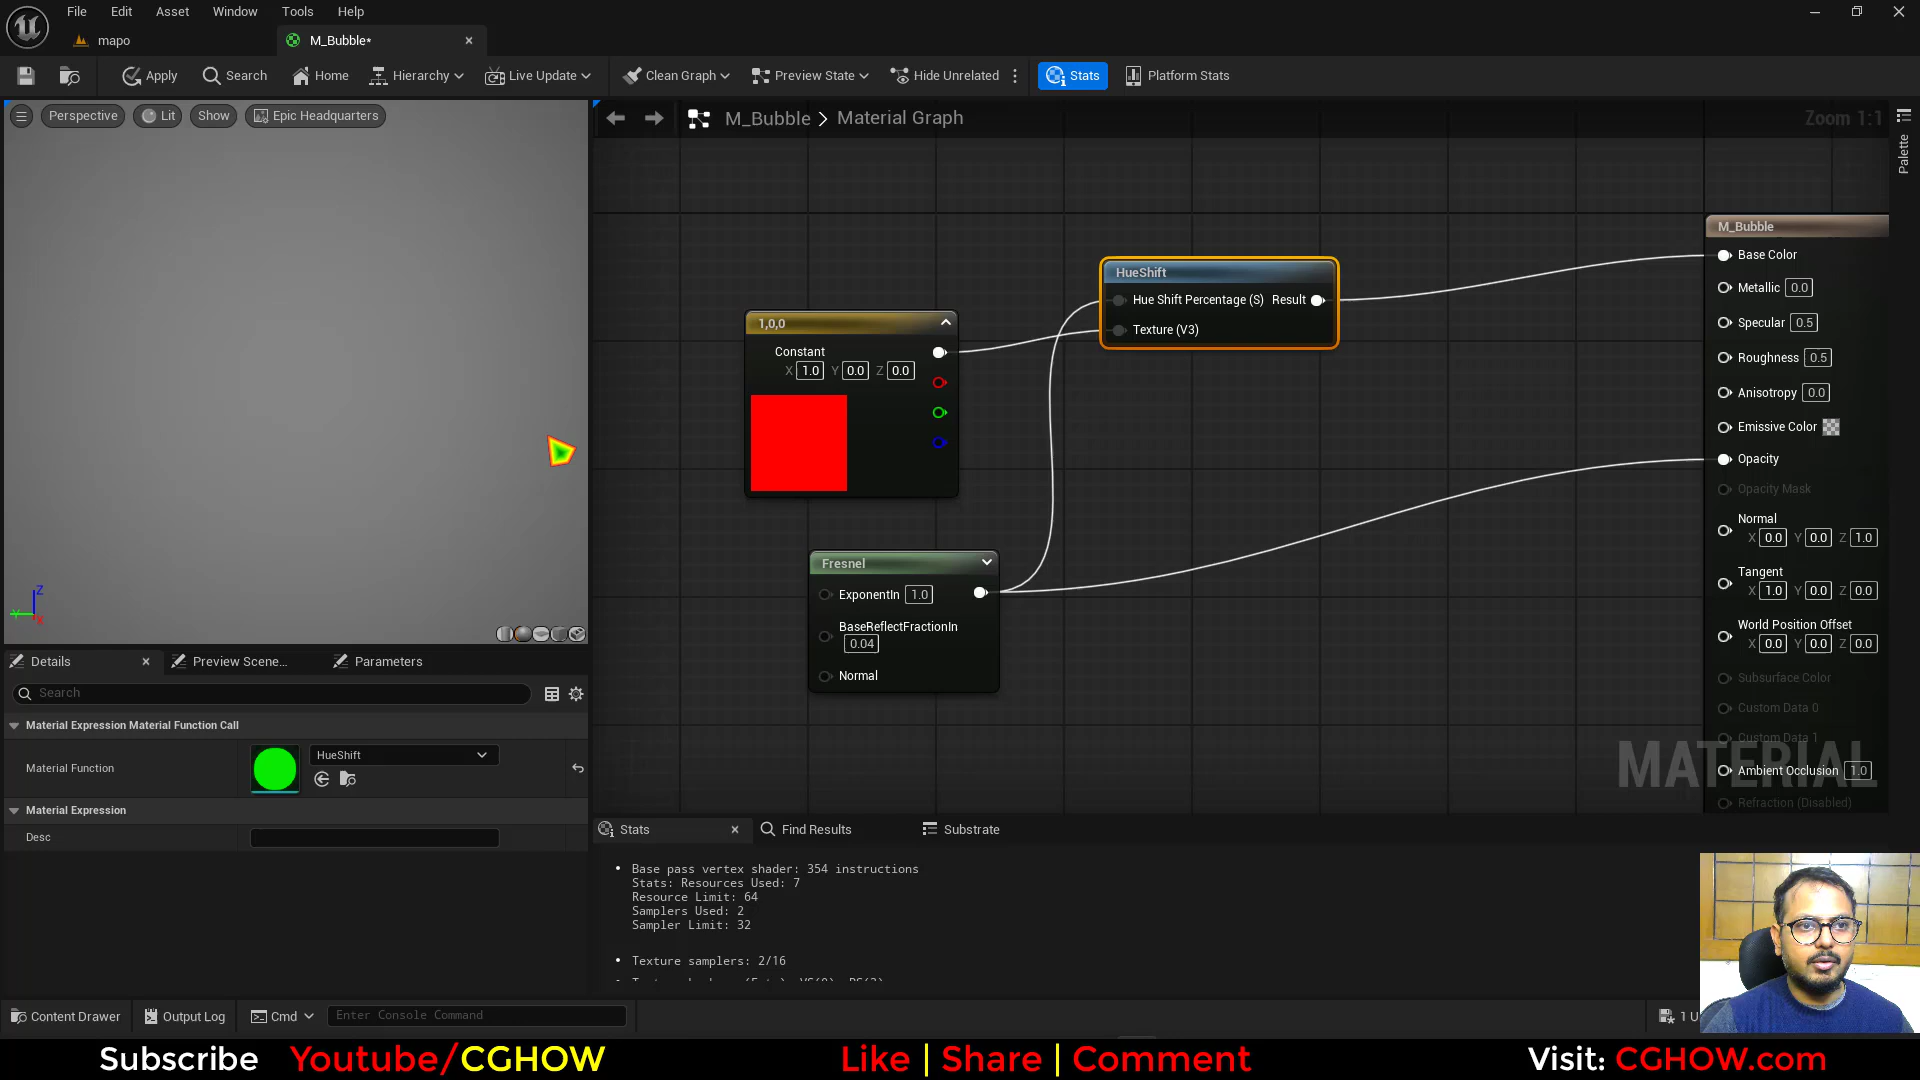 File Edit Asset Window Tools Help
mapo
M_Bubble*
Apply Search Home Hierarchy Live Update Clean Graph Preview State Hide Unrelated Stats Platform Stats
Perspective Lit Show Epic Headquarters
M_Bubble > Material Graph
Zoom 1:1
Palette
M_Bubble
Base Color
Metallic 0.0
Specular 0.5
Roughness 0.5
Anisotropy 0.0
Emissive Color
Opacity
Opacity Mask
Normal
X 0.0 Y 0.0 Z 1.0
Tangent
X 1.0 Y 0.0 Z 0.0
World Position Offset
X 0.0 Y 0.0 Z 0.0
Subsurface Color
Custom Data 0
Custom Data 1
Ambient Occlusion 1.0
Refraction (Disabled)
MATERIAL
HueShift
Hue Shift Percentage (S) Result
Texture (V3)
1,0,0
Constant
X 1.0 Y 0.0 Z 0.0
Fresnel
ExponentIn 1.0
BaseReflectFractionIn
0.04
Normal
Z
Y
X
Details Preview Scene... Parameters
Search
Material Expression Material Function Call
Material Function HueShift
Material Expression
Desc
Stats Find Results Substrate
• Base pass vertex shader: 354 instructions
Stats: Resources Used: 7
Resource Limit: 64
Samplers Used: 2
Sampler Limit: 32
• Texture samplers: 2/16
Content Drawer Output Log Cmd Enter Console Command
1 U
Subscribe Youtube/CGHOW Like | Share | Comment Visit: CGHOW.com